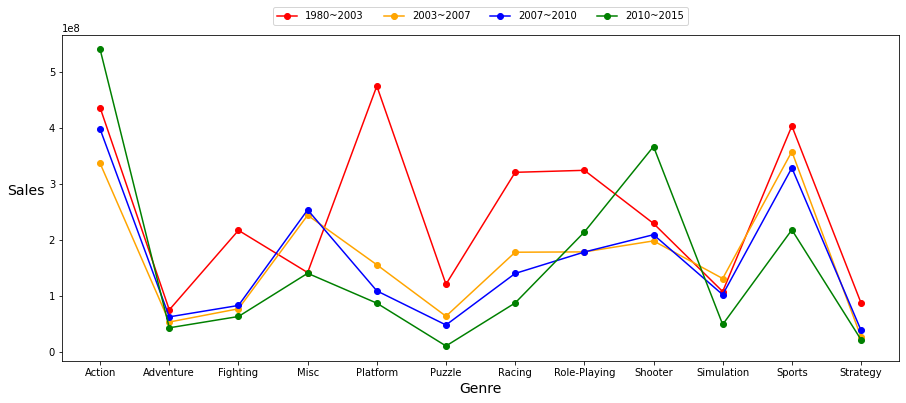 1980~2003 2003~2007 2007~2010 2010~2015
1e8
5
4
3
2
1
0
Sales
Action Adventure Fighting Misc Platform Puzzle Racing Role-Playing Shooter Simulation Sports Strategy
Genre